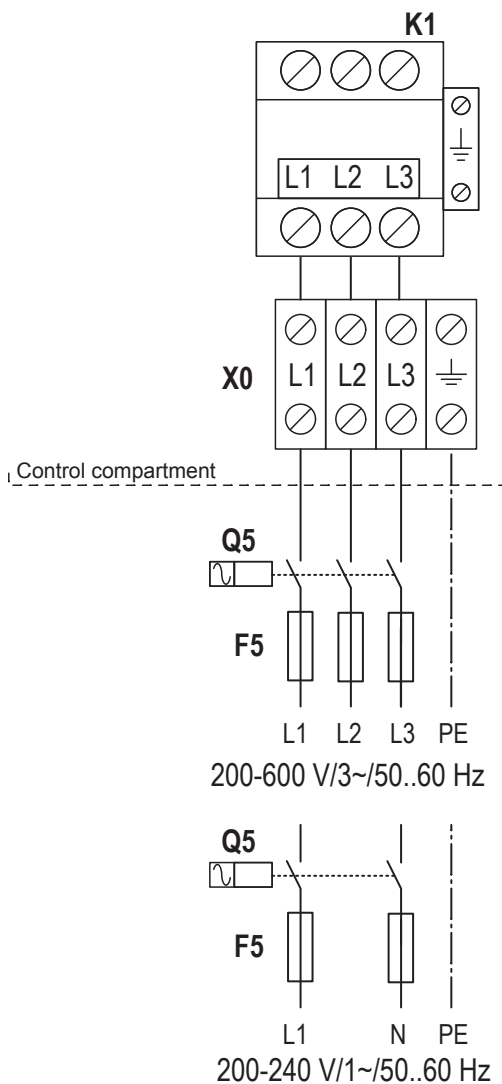 K1
L1 L2 L3
X0 L1 L2 L3
Control compartment
Q5
F5
L1 L2 L3 PE
200-600 V/3~/50..60 Hz
Q5
F5
L1 N PE
200-240 V/1~/50..60 Hz